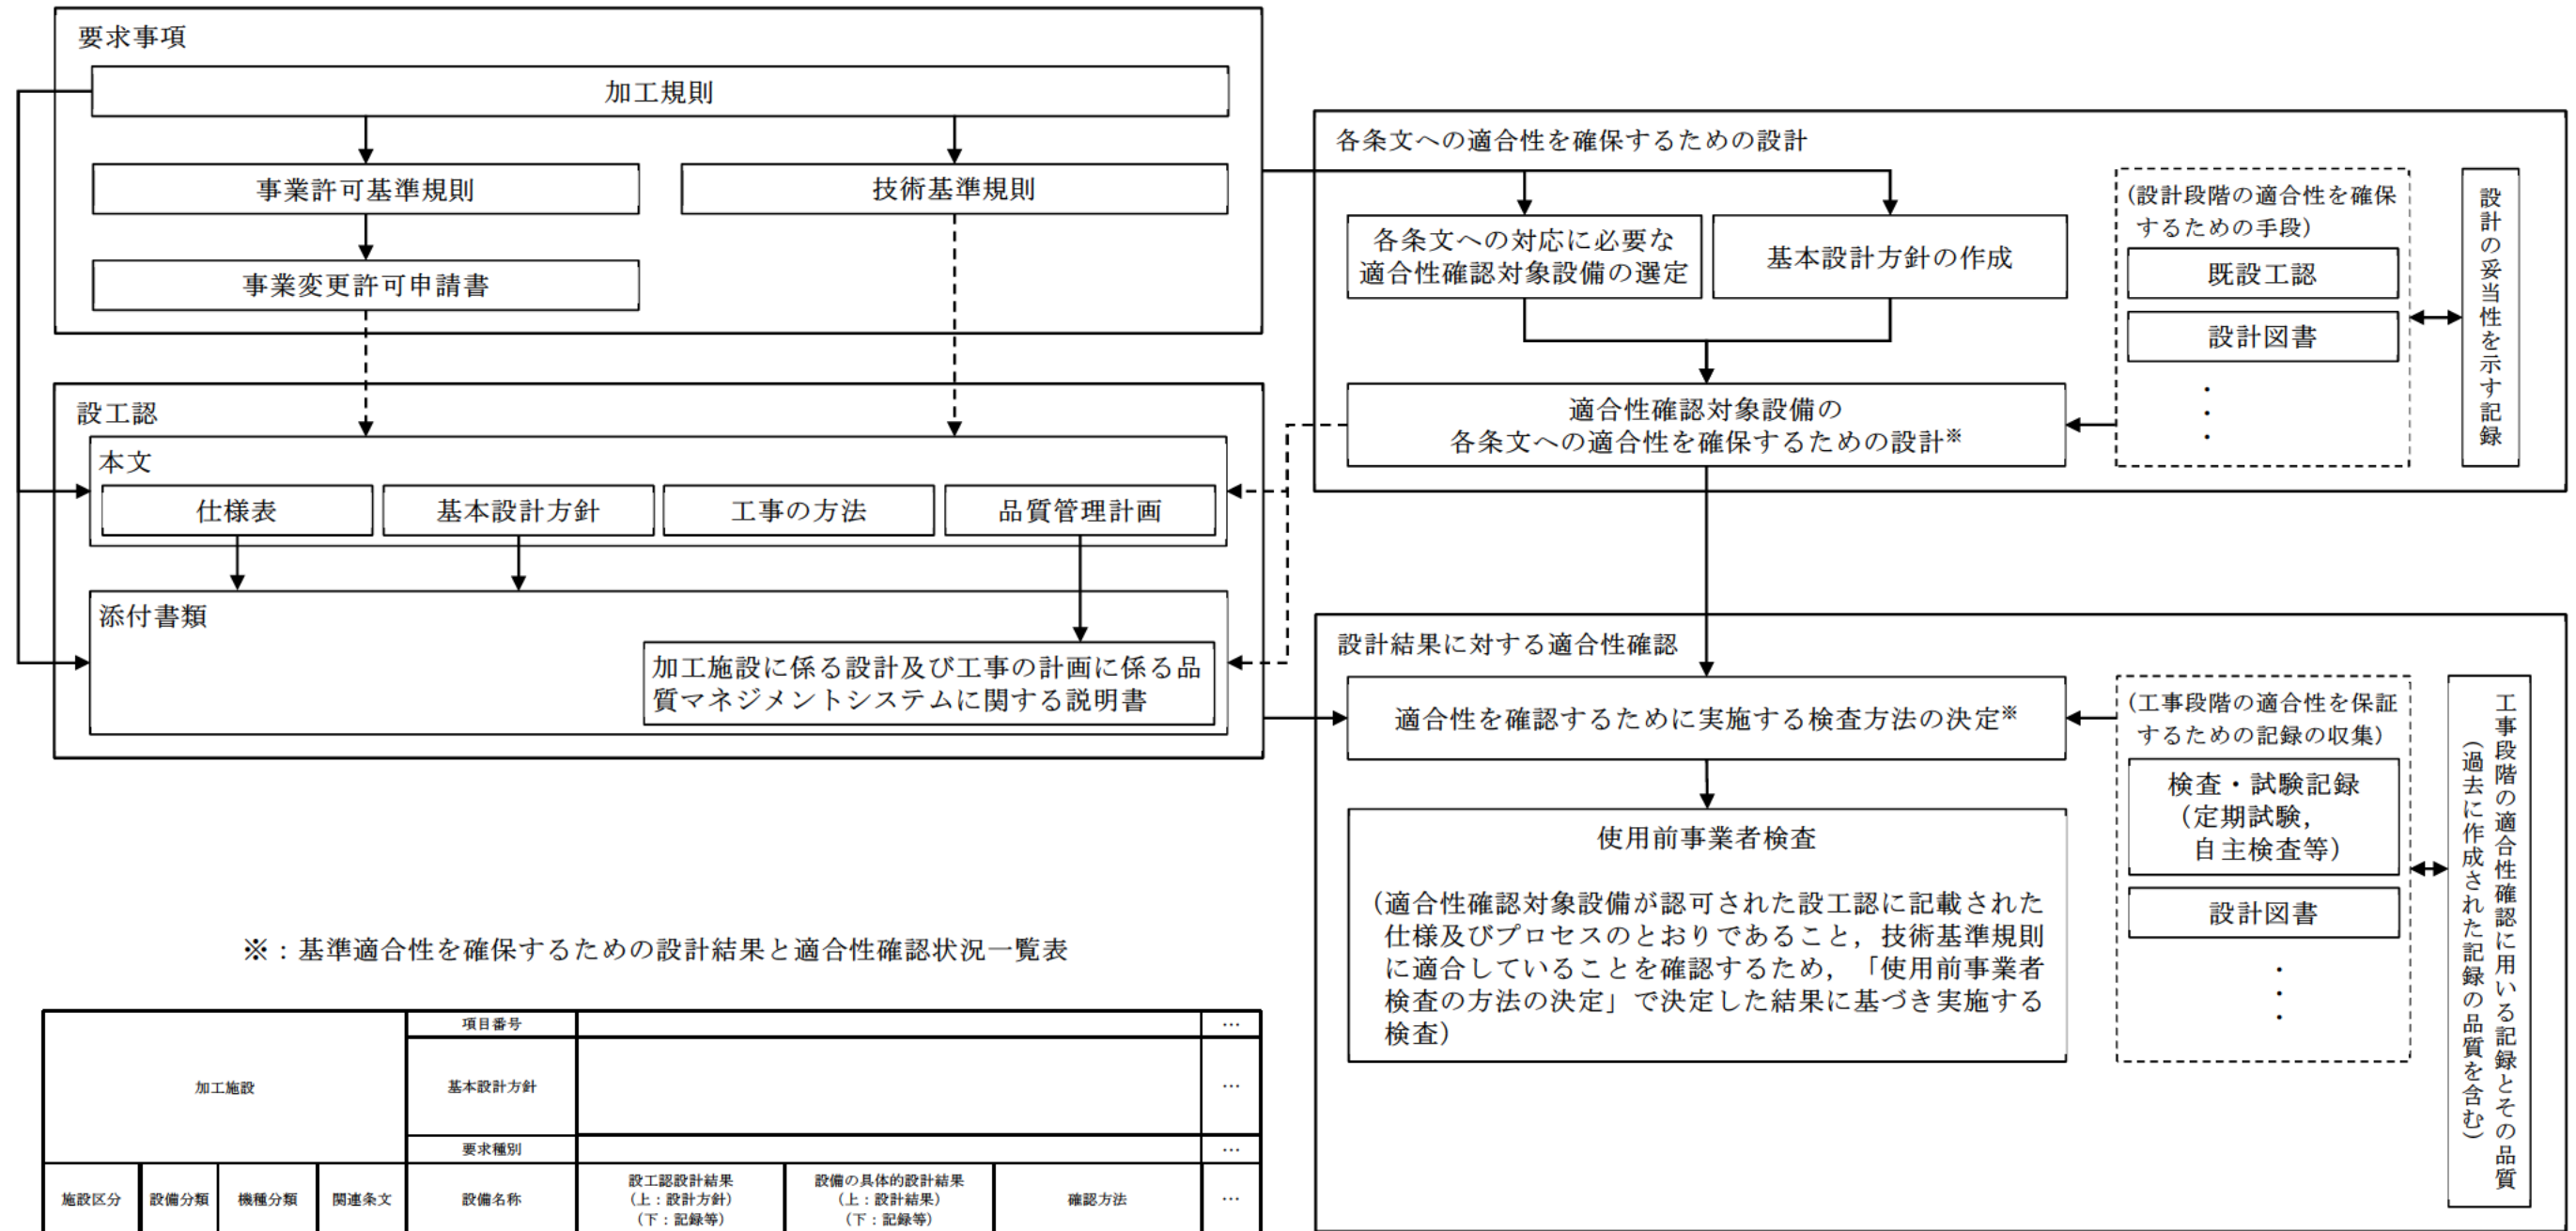 要求事項
加工規則
事業許可基準規則
技術基準規則
事業変更許可申請書
設工認
本文
仕様表
基本設計方針
工事の方法
品質管理計画
添付書類
加工施設に係る設計及び工事の計画に係る品
質マネジメントシステムに関する説明書
各条文への適合性を確保するための設計
各条文への対応に必要な
適合性確認対象設備の選定
基本設計方針の作成
適合性確認対象設備の
各条文への適合性を確保するための設計※
(設計段階の適合性を確保
するための手段)
既設工認
設計図書
・
・
・
設計の妥当性を示す記録
設計結果に対する適合性確認
適合性を確認するために実施する検査方法の決定※
使用前事業者検査
(適合性確認対象設備が認可された設工認に記載された
仕様及びプロセスのとおりであること，技術基準規則
に適合していることを確認するため，「使用前事業者
検査の方法の決定」で決定した結果に基づき実施する
検査)
(工事段階の適合性を保証
するための記録の収集)
検査・試験記録
(定期試験，
自主検査等)
設計図書
・
・
・
工事段階の適合性確認に用いる記録とその品質
(過去に作成された記録の品質を含む)
※：基準適合性を確保するための設計結果と適合性確認状況一覧表
加工施設
項目番号
…
基本設計方針
…
要求種別
…
施設区分
設備分類
機種分類
関連条文
設備名称
設工認設計結果
(上：設計方針)
(下：記録等)
設備の具体的設計結果
(上：設計結果)
(下：記録等)
確認方法
…